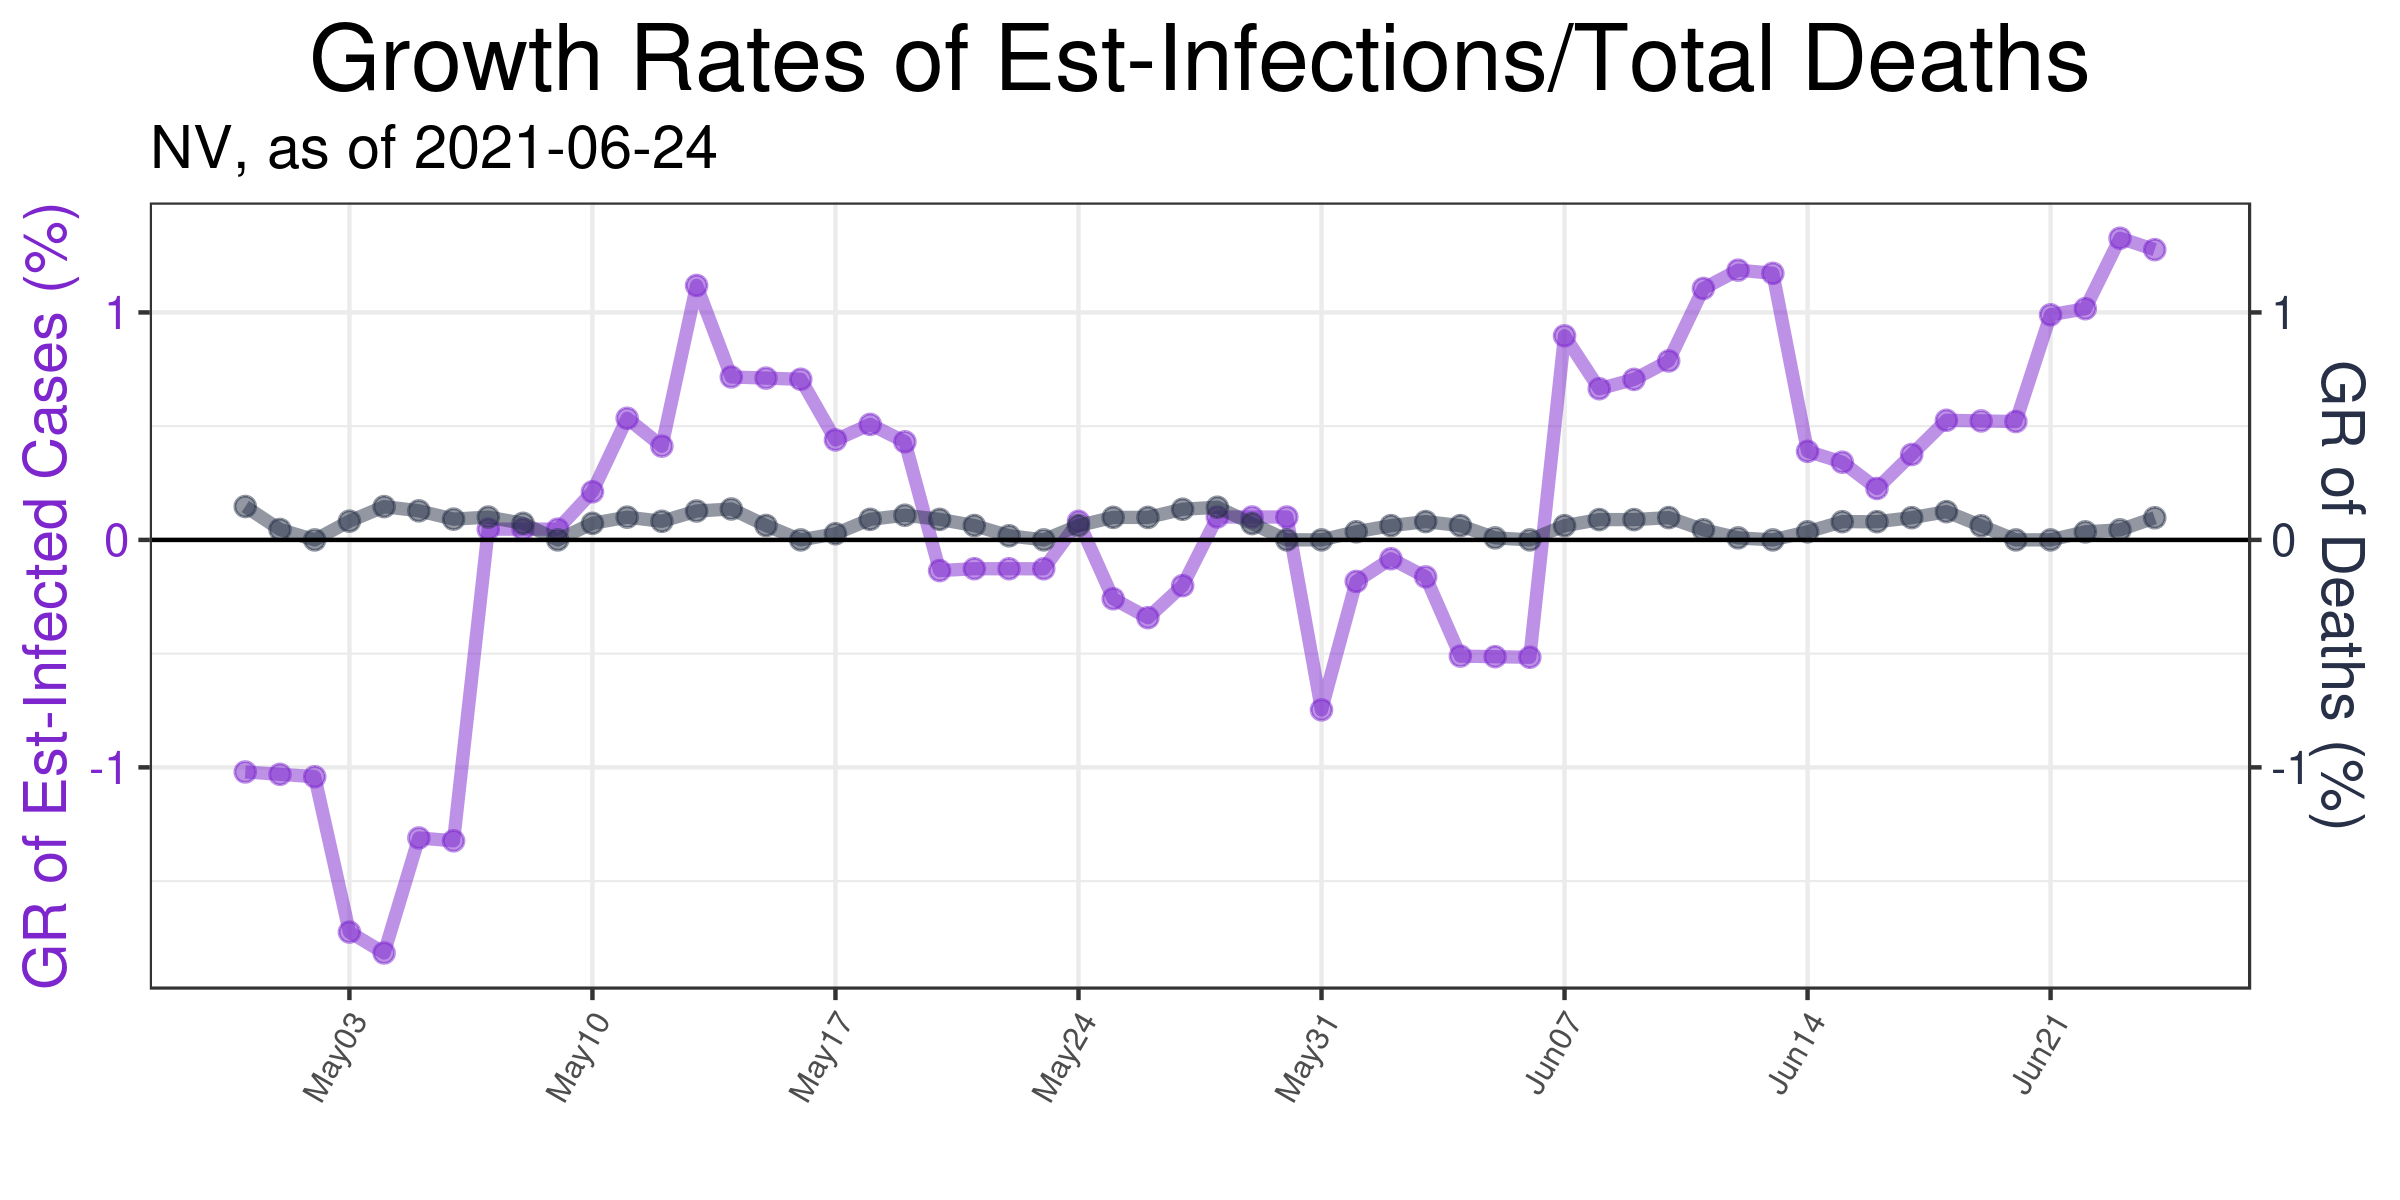 Growth Rates of Est-Infections/Total Deaths
NV, as of 2021-06-24
GR of Est-Infected Cases (%)
1
0
-1
1
0
-1
GR of Deaths (%)
May03
May10
May17
May24
May31
Jun07
Jun14
Jun21